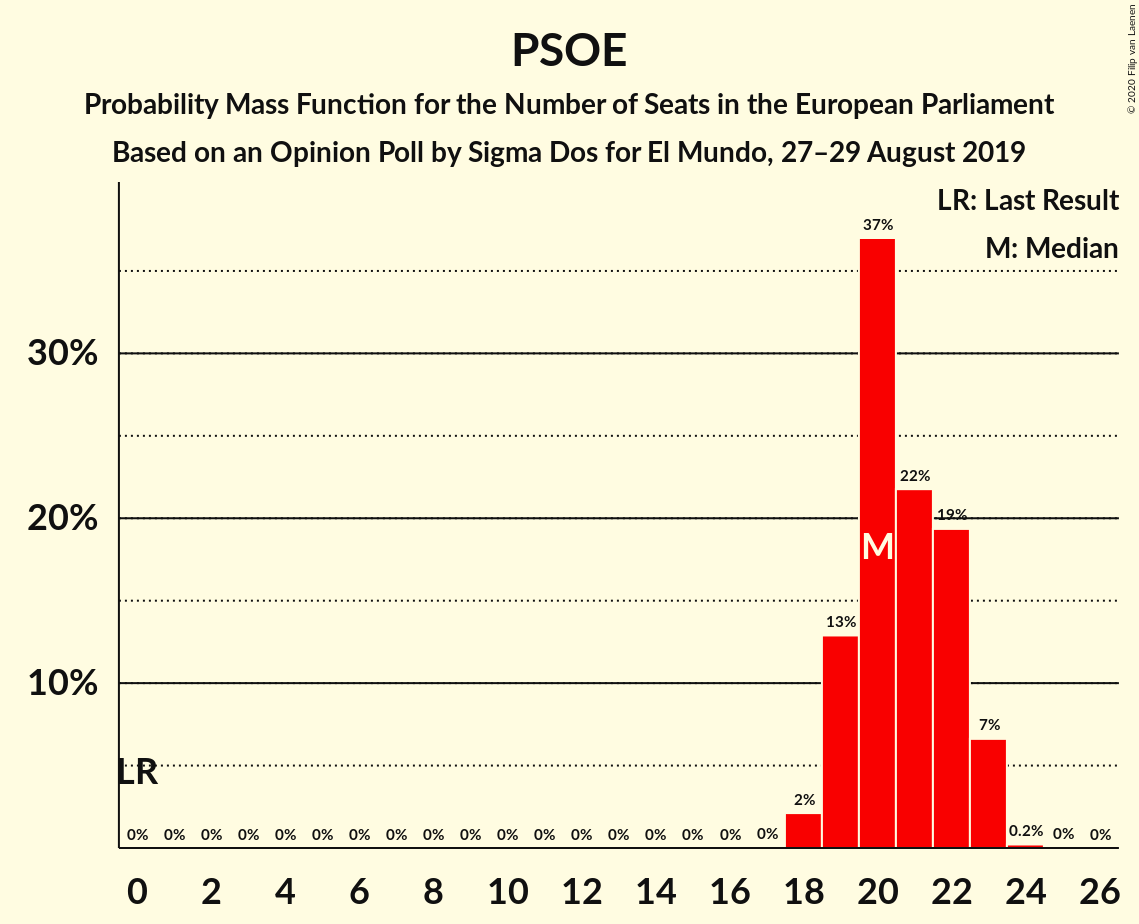 PSOE
Probability Mass Function for the Number of Seats in the European Parliament
Based on an Opinion Poll by Sigma Dos for El Mundo, 27–29 August 2019
© 2020 Filip van Laenen
LR: Last Result
M: Median
37%
30%
22%
20%
19%
M
13%
10%
7%
LR
2%
0% 0% 0% 0% 0% 0% 0% 0% 0% 0% 0% 0% 0% 0% 0% 0% 0% 0% 0.2% 0% 0%
0 2 4 6 8 10 12 14 16 18 20 22 24 26